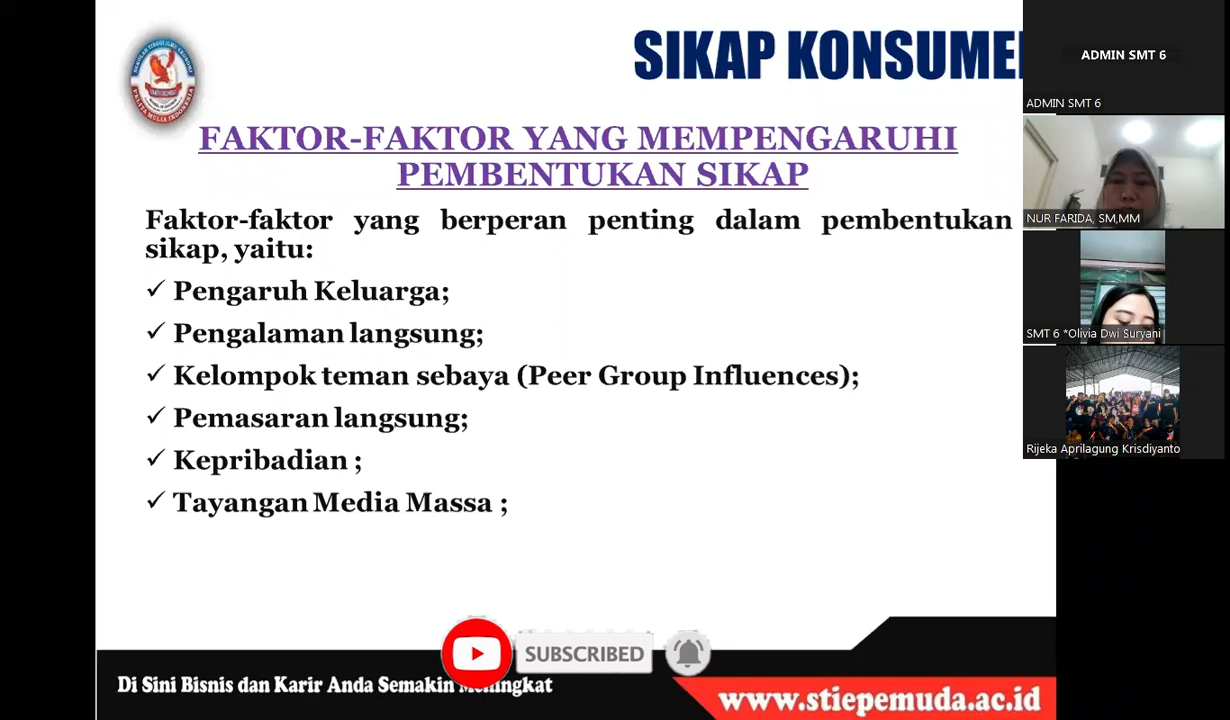 SIKAP KONSUME
FAKTOR-FAKTOR YANG MEMPENGARUHI
PEMBENTUKAN SIKAP
Faktor-faktor yang berperan penting dalam pembentukan
sikap, yaitu:
✓ Pengaruh Keluarga;
✓ Pengalaman langsung;
✓ Kelompok teman sebaya (Peer Group Influences);
✓ Pemasaran langsung;
✓ Kepribadian ;
✓ Tayangan Media Massa ;
SUBSCRIBED
Di Sini Bisnis dan Karir Anda Semakin Meningkat
www.stiepemuda.ac.id
ADMIN SMT 6
ADMIN SMT 6
NUR FARIDA, SM,MM
SMT 6 *Olivia Dwi Suryani
Rijeka Aprilagung Krisdiyanto